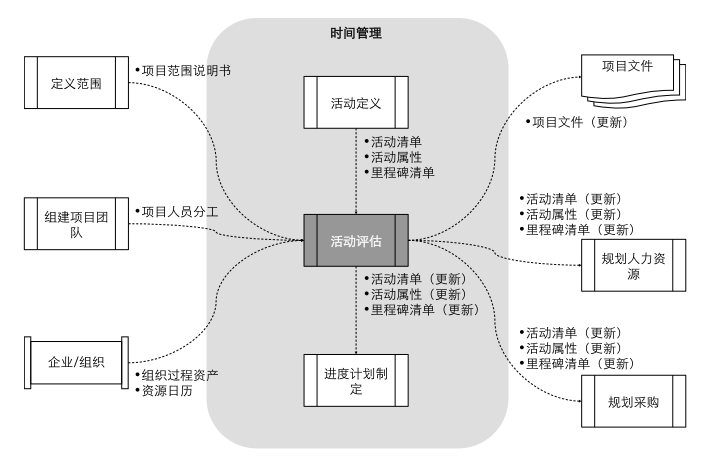 时间管理
定义范围
•项目范围说明书
活动定义
项目文件
•项目文件（更新）
•活动清单
•活动属性
•里程碑清单
组建项目团
队
•项目人员分工
活动评估
•活动清单（更新）
•活动属性（更新）
•里程碑清单（更新）
规划人力资
源
•活动清单（更新）
•活动属性（更新）
•里程碑清单（更新）
企业/组织
•组织过程资产
•资源日历
进度计划制
定
•活动清单（更新）
•活动属性（更新）
•里程碑清单（更新）
规划采购